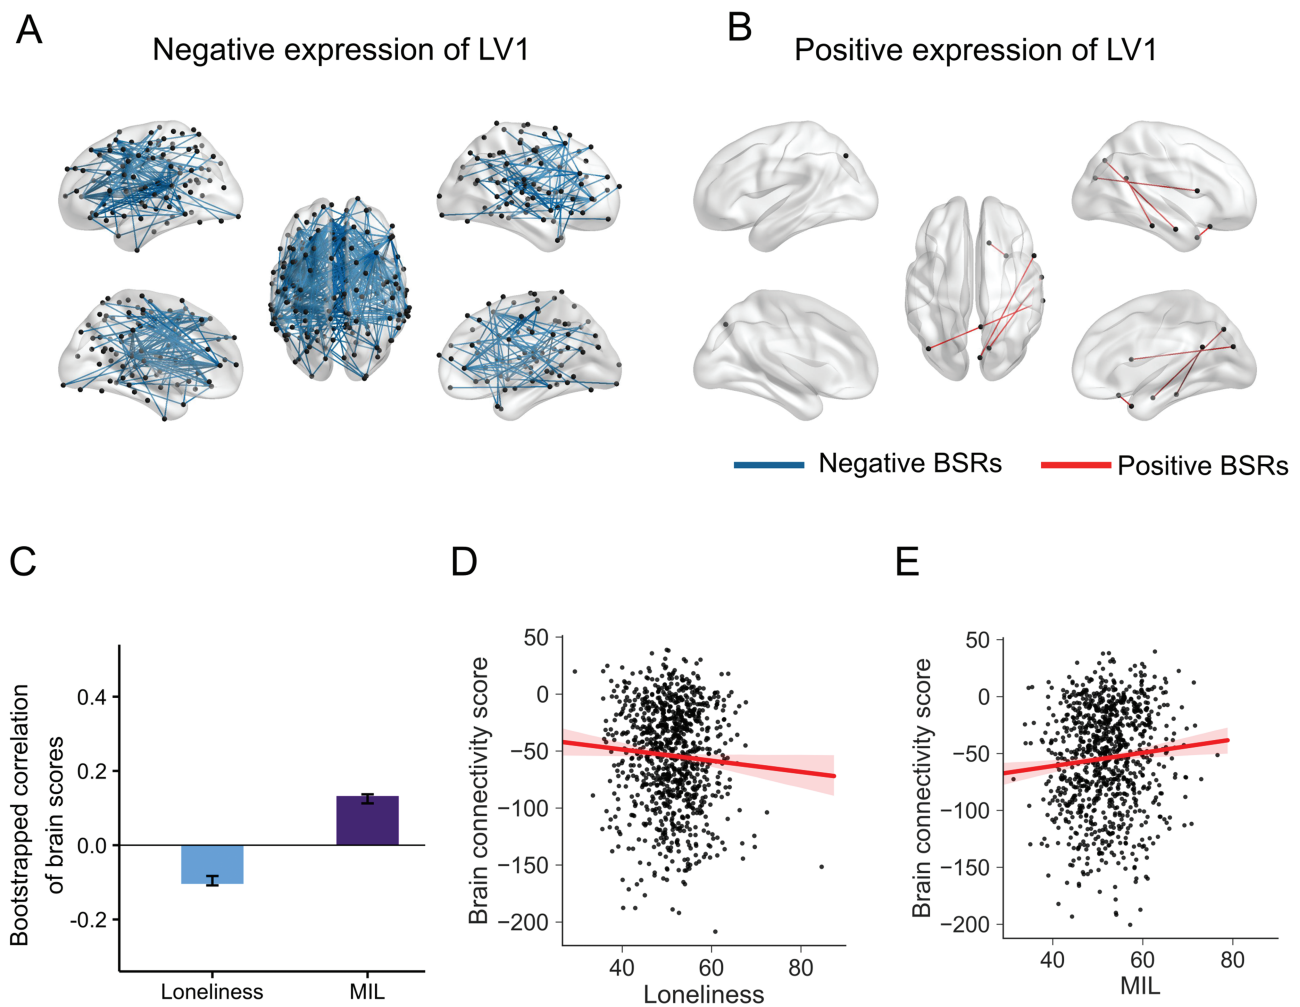 A
Negative expression of LV1
B
Positive expression of LV1
Negative BSRs
Positive BSRs
C
Bootstrapped correlation
of brain scores
0.4
0.2
0.0
-0.2
Loneliness
MIL
D
Brain connectivity score
50
0
−50
−100
−150
−200
40
60
80
Loneliness
E
Brain connectivity score
50
0
−50
−100
−150
−200
40
60
80
MIL